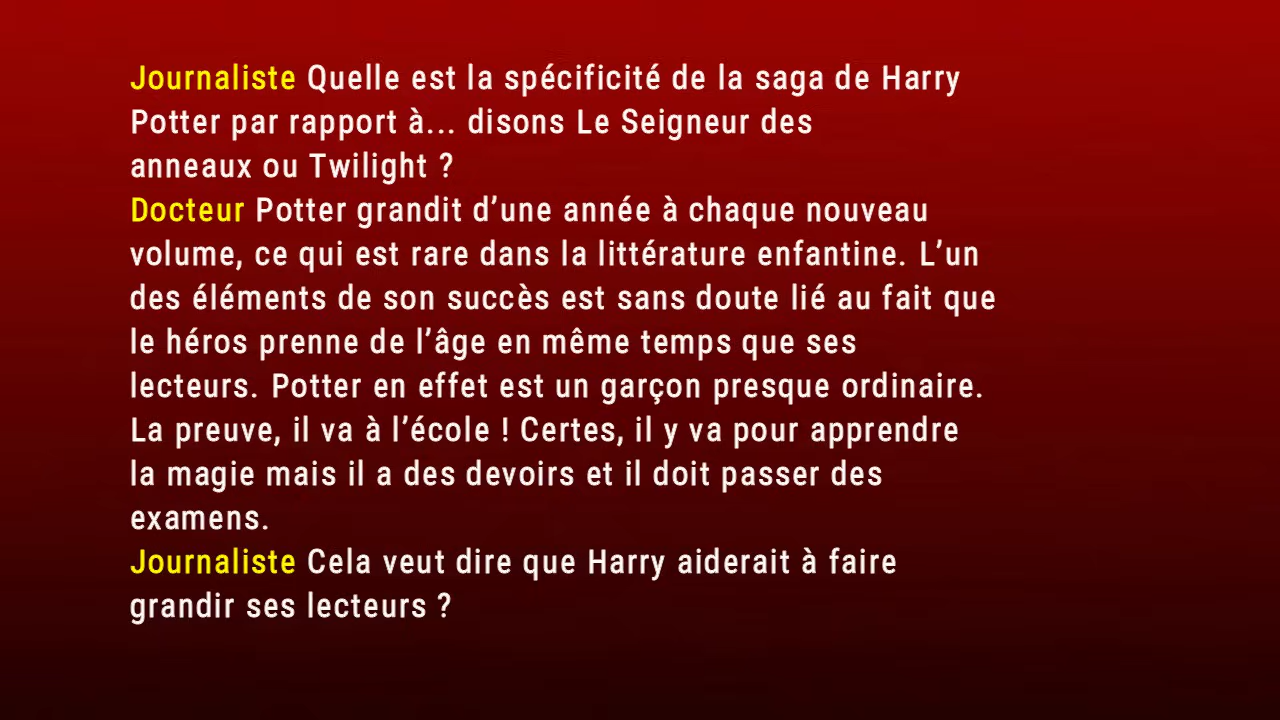 Journaliste Quelle est la spécificité de la saga de Harry
Potter par rapport à... disons Le Seigneur des
anneaux ou Twilight ?
Docteur Potter grandit d’une année à chaque nouveau
volume, ce qui est rare dans la littérature enfantine. L’un
des éléments de son succès est sans doute lié au fait que
le héros prenne de l’âge en même temps que ses
lecteurs. Potter en effet est un garçon presque ordinaire.
La preuve, il va à l’école ! Certes, il y va pour apprendre
la magie mais il a des devoirs et il doit passer des
examens.
Journaliste Cela veut dire que Harry aiderait à faire
grandir ses lecteurs ?